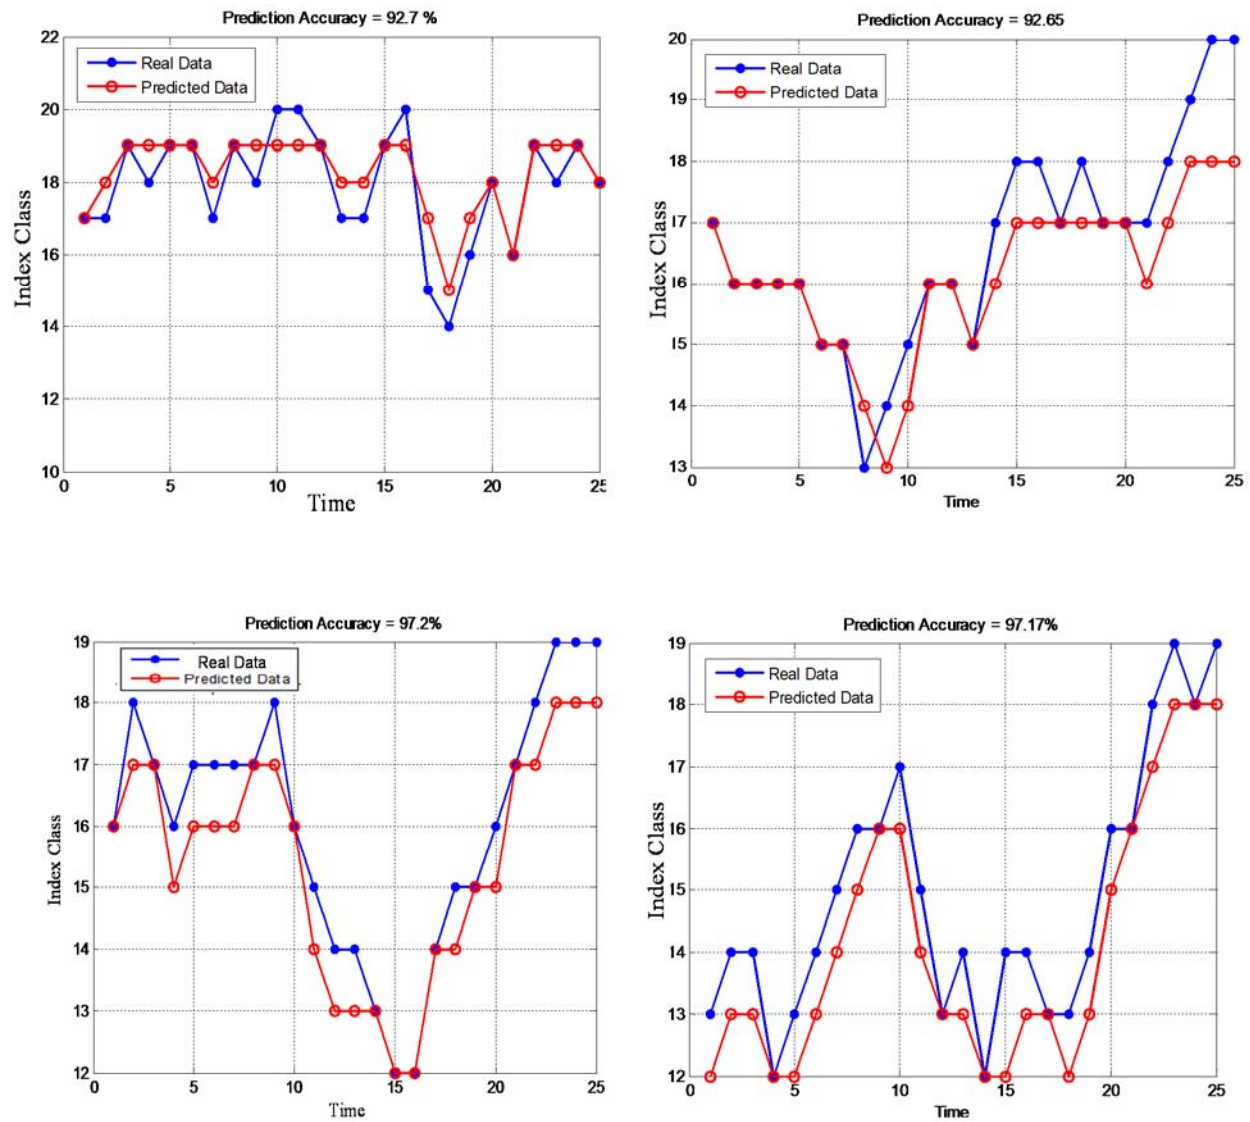 Prediction Accuracy = 92.7 %
22
20
18
16
14
12
10
Index Class
Real Data
Predicted Data
0 5 10 15 20 25
Time
Prediction Accuracy = 92.65
20
19
18
17
16
15
14
13
Index Class
Real Data
Predicted Data
0 5 10 15 20 25
Time
Prediction Accuracy = 97.2%
19
18
17
16
15
14
13
12
Index Class
Real Data
Predicted Data
0 5 10 15 20 25
Time
Prediction Accuracy = 97.17%
19
18
17
16
15
14
13
12
Index Class
Real Data
Predicted Data
0 5 10 15 20 25
Time